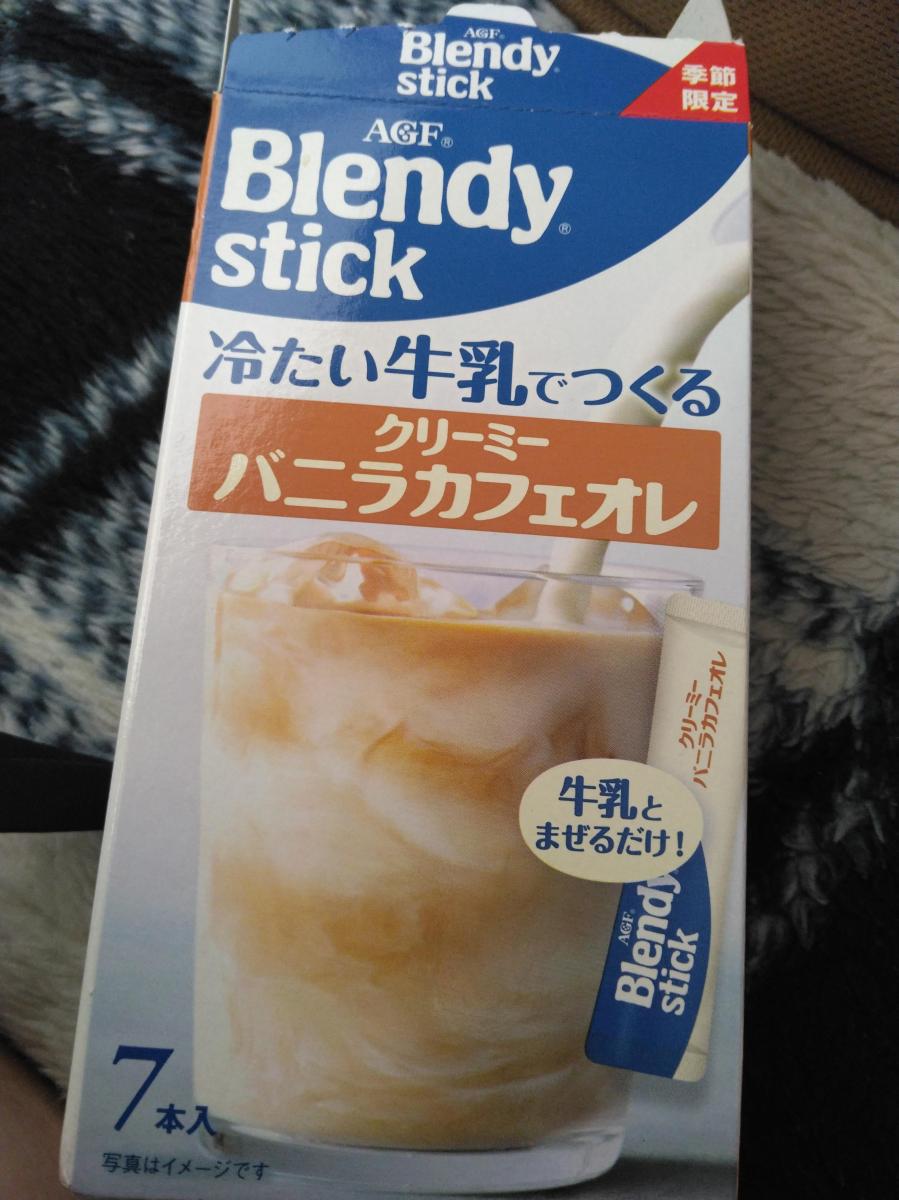 AGF®
Blendy®
stick
季節
限定
AGF®
Blendy®
stick
冷たい牛乳でつくる
クリーミー
バニラカフェオレ
クリーミー
バニラカフェオレ
牛乳と
まぜるだけ!
AGF®
Blendy
stick
7本入
写真はイメージです